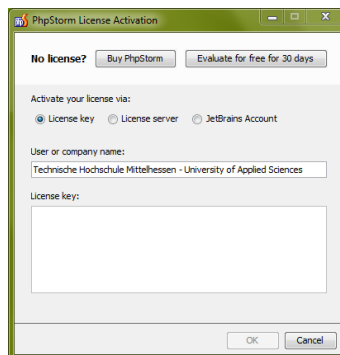 PhpStorm License Activation
No license? Buy PhpStorm Evaluate for free for 30 days
Activate your license via:
License key License server JetBrains Account
User or company name:
Technische Hochschule Mittelhessen - University of Applied Sciences
License key:
OK Cancel